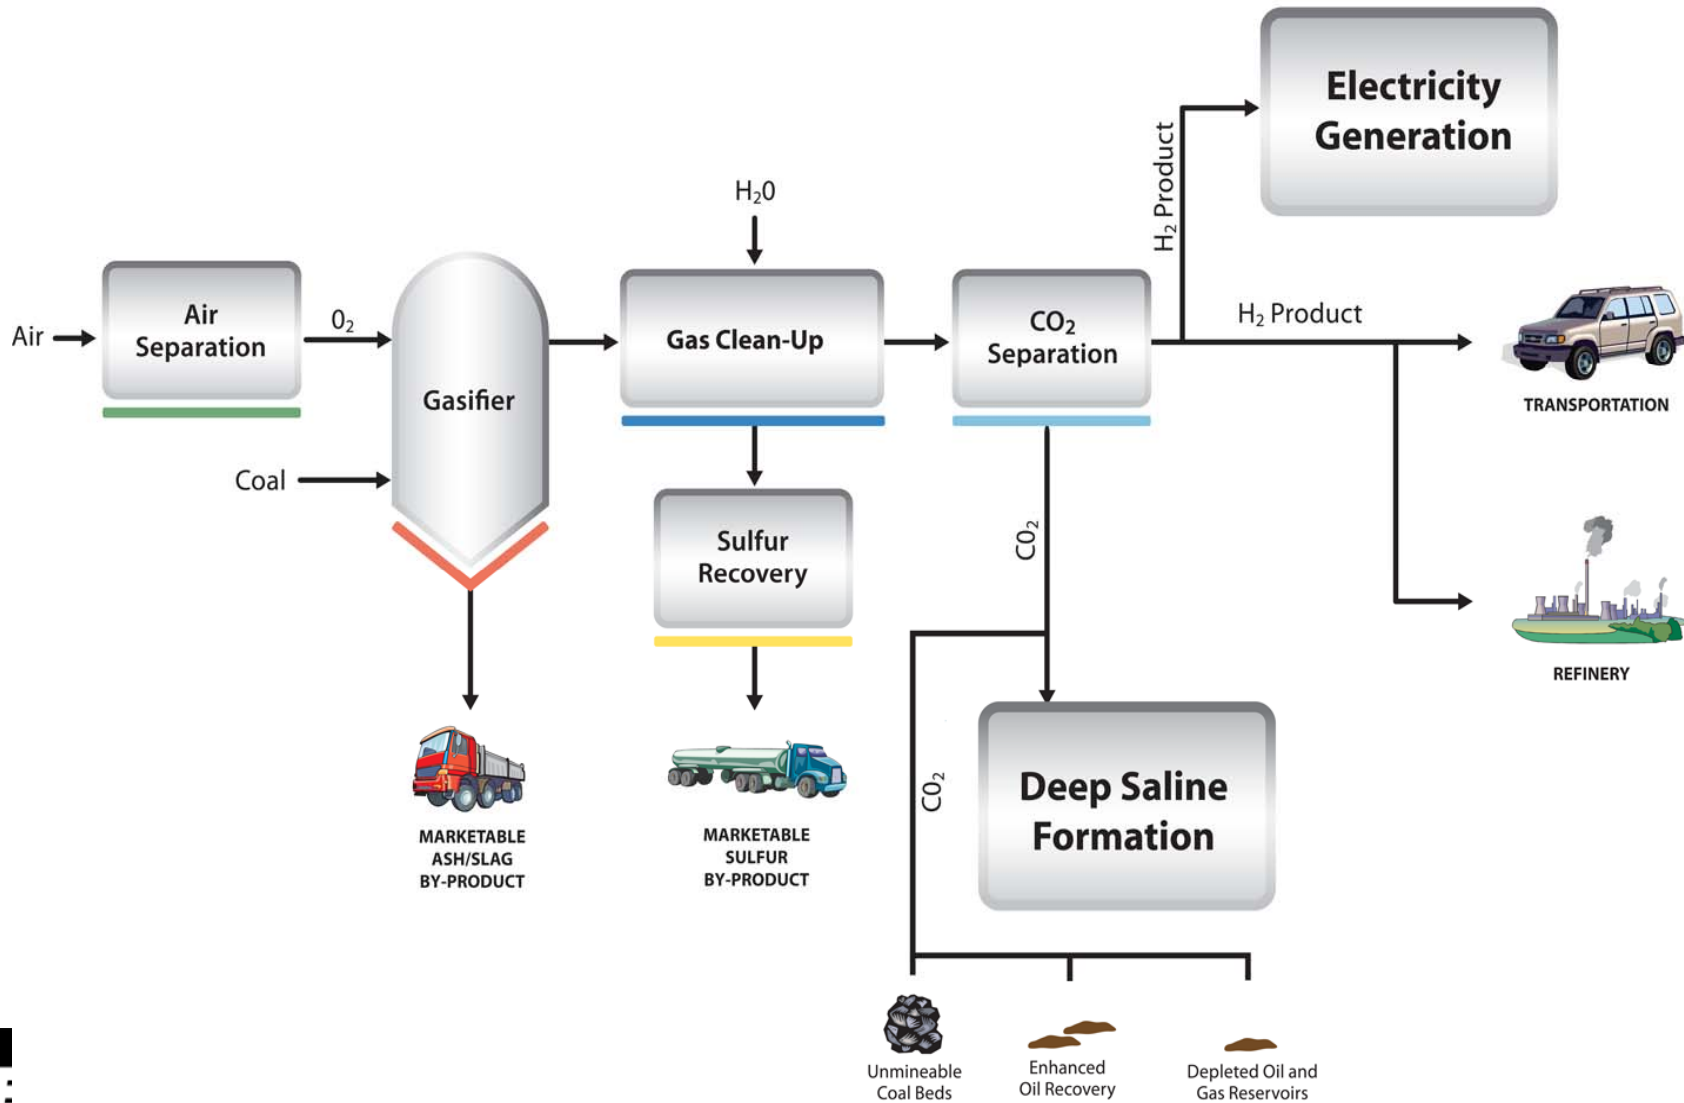 Electricity
Generation
H₂ Product
H₂0
Air
Air
Separation
0₂
Gasifier
Coal
Gas Clean-Up
CO₂
Separation
H₂ Product
TRANSPORTATION
Sulfur
Recovery
CO₂
REFINERY
MARKETABLE
ASH/SLAG
BY-PRODUCT
MARKETABLE
SULFUR
BY-PRODUCT
CO₂
Deep Saline
Formation
Unmineable
Coal Beds
Enhanced
Oil Recovery
Depleted Oil and
Gas Reservoirs